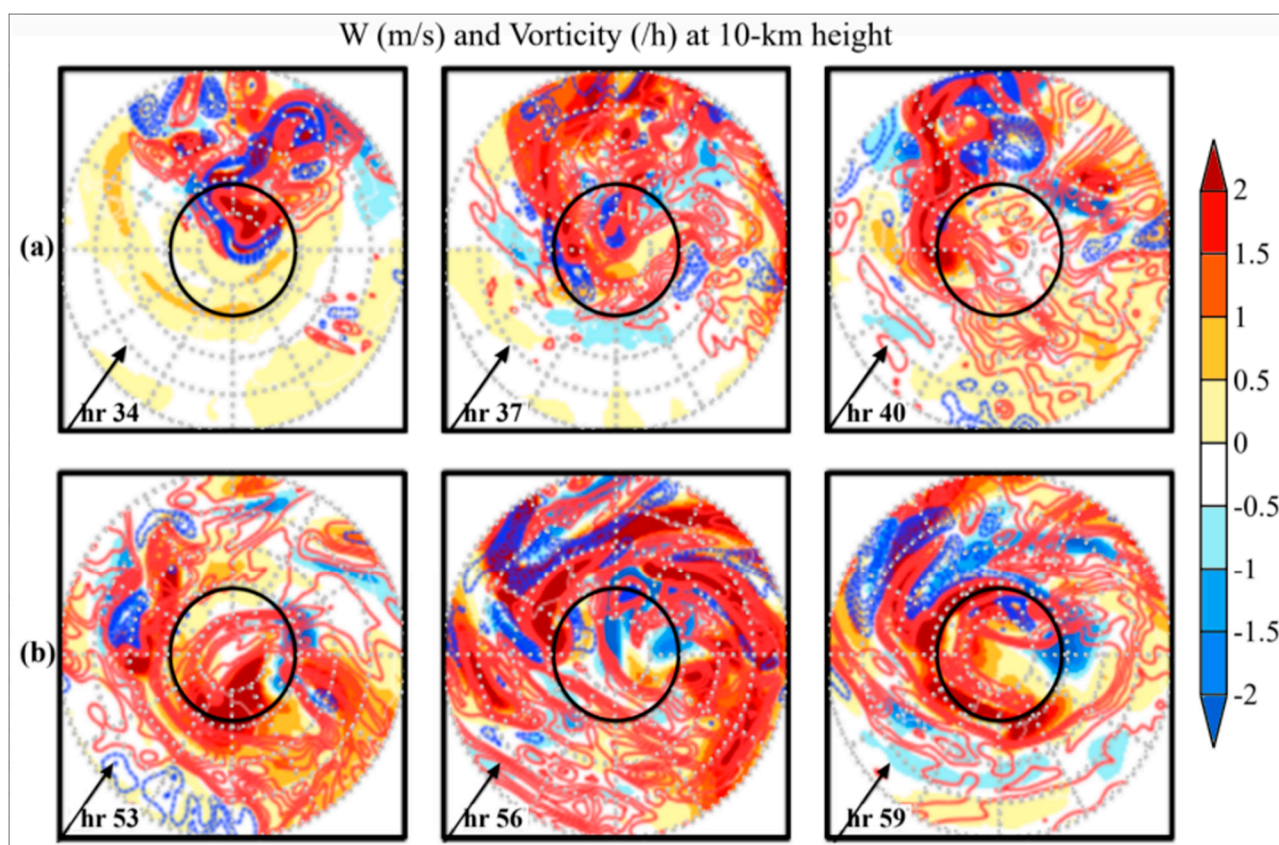 W (m/s) and Vorticity (/h) at 10-km height
(a)
hr 34
hr 37
hr 40
2
1.5
1
0.5
0
-0.5
-1
-1.5
-2
(b)
hr 53
hr 56
hr 59